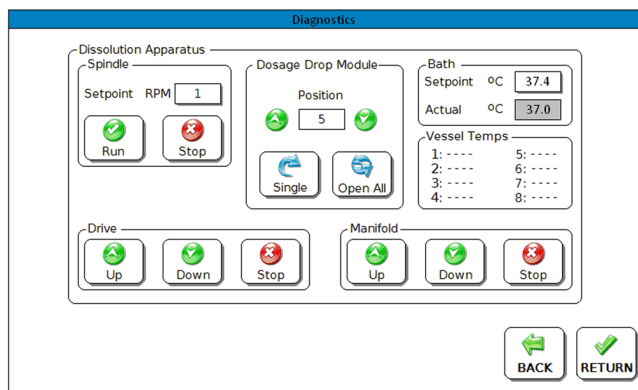 Diagnostics
Dissolution Apparatus
Spindle
Setpoint RPM 1
Run Stop
Dosage Drop Module
Position
5
Single Open All
Bath
Setpoint ºC 37.4
Actual ºC 37.0
Vessel Temps
1: ---- 5: ----
2: ---- 6: ----
3: ---- 7: ----
4: ---- 8: ----
Drive
Up Down Stop
Manifold
Up Down Stop
BACK RETURN